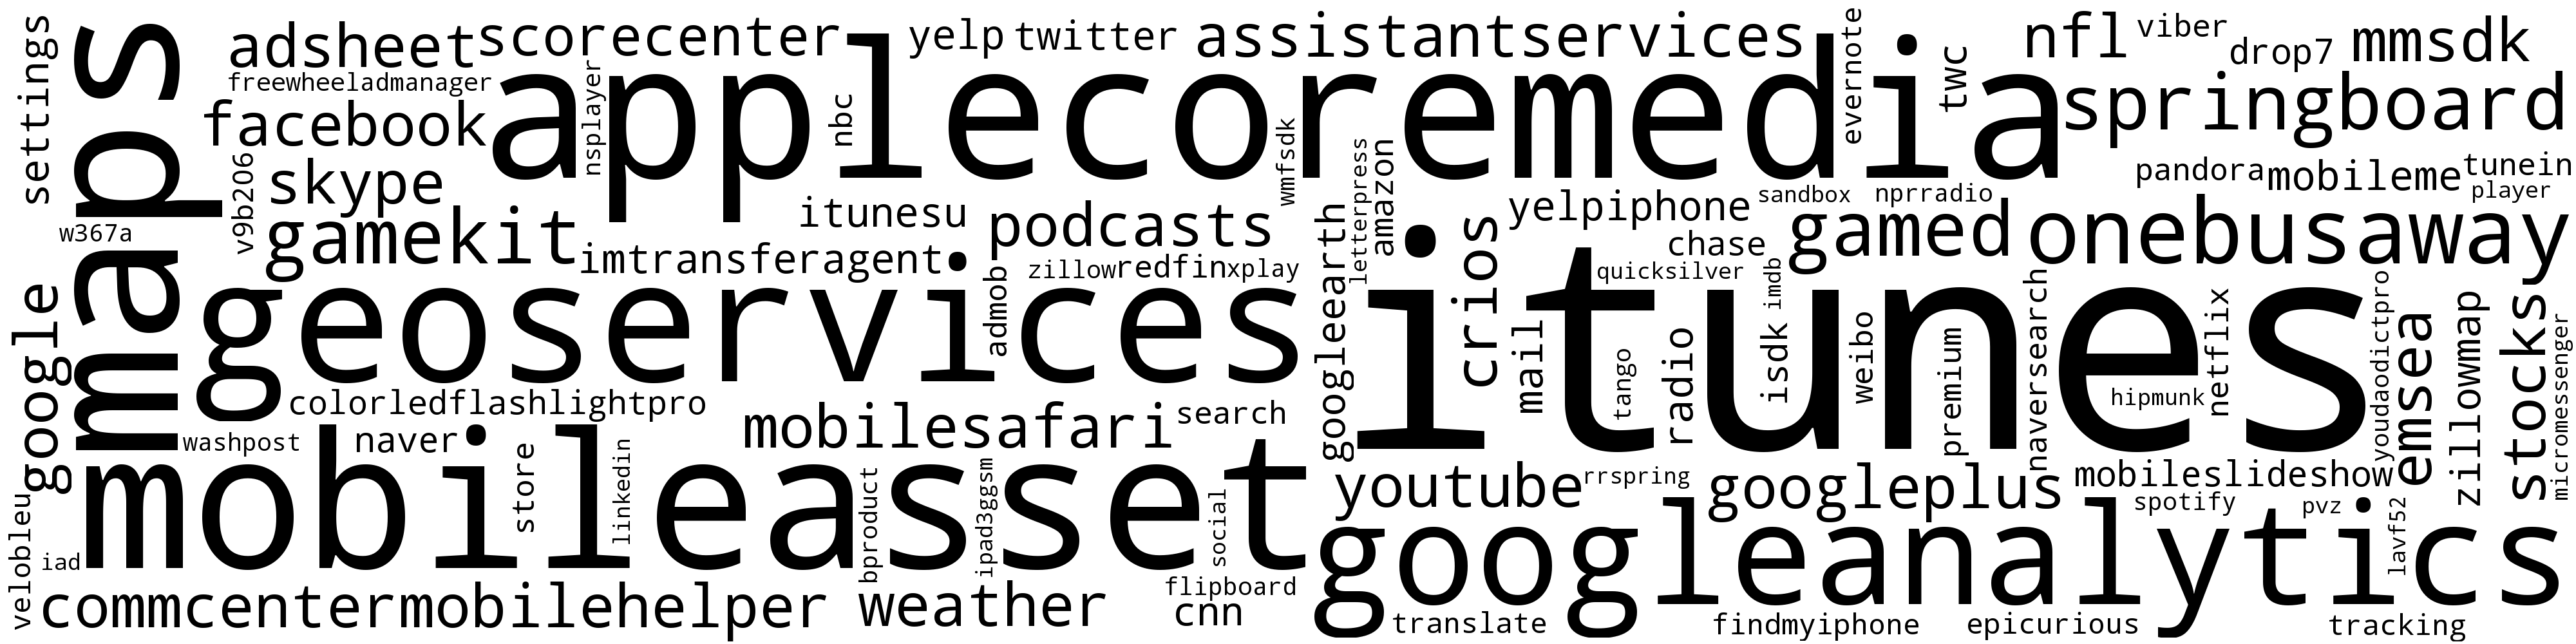 settings
maps
adsheet
scorecenter
yelp
twitter
assistantservices
evernote
twc
nfl
viber
drop7
mmsdk
freewheeladmanager
nsplayer
applecoremedia
nbc
springboard
facebook
v9b206
skype
wmfsdk
letterpress
amazon
pandora
mobileme
tunein
player
w367a
gamekit
itunesu
podcasts
googleearth
crios
yelpiphone
sandbox
nprradio
chase
gamed
onebusaway
imtransferagent
zillow
redfin
xplay
quicksilver
imdb
google
geoservices
admob
itunes
mail
tango
radio
isdk
weibo
premium
naversearch
hipmunk
netflix
youdaodictpro
emsea
zillowmap
stocks
micromessenger
colorledflashlightpro
mobilesafari
search
washpost
naver
store
linkedin
mobileasset
bproduct
ipad3ggsm
social
youtube
rrspring
googleplus
mobileslideshow
spotify
pvz
lavf52
velobleu
iad
googleanalytics
commcentermobilehelper
weather
flipboard
cnn
translate
findmyiphone
epicurious
tracking